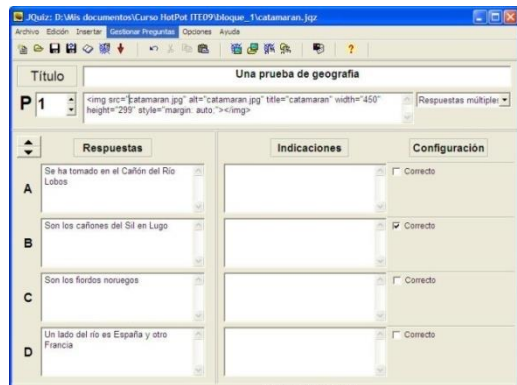 JQuiz: D:\Mis documentos\Curso HotPot ITE09\bloque_1\catamaran.jqz
Archivo Edición Insertar Gestionar Preguntas Opciones Ayuda
Título
Una prueba de geografía
P 1
<img src="catamaran.jpg" alt="catamaran.jpg" title="catamaran" width="450"
height="299" style="margin: auto;"></img>
Respuestas múltiples
Respuestas Indicaciones Configuración
A
Se ha tomado en el Cañón del Río
Lobos
Correcto
B
Son los cañones del Sil en Lugo
Correcto
C
Son los fiordos noruegos
Correcto
D
Un lado del río es España y otro
Francia
Correcto